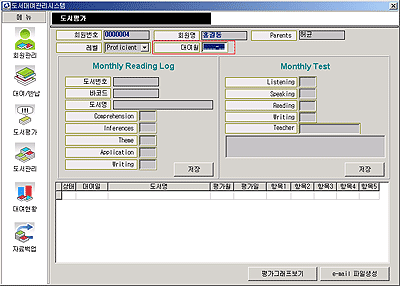 도서대여관리시스템
메 뉴
도서평가
회원관리
대여/반납
도서평가
도서관리
대여현황
자료백업
회원번호 0000004 회원명 홍길동 Parents 허균
레벨 Proficient 대여일
Monthly Reading Log
도서번호
바코드
도서명
Comprehension
Inferences
Theme
Application
Writing
저장
Monthly Test
Listening
Speaking
Reading
Writing
Teacher
저장
상태 대여일 도서명 평가월 평가일 항목1 항목2 항목3 항목4 항목5
평가그래프보기 e-mail 파일생성